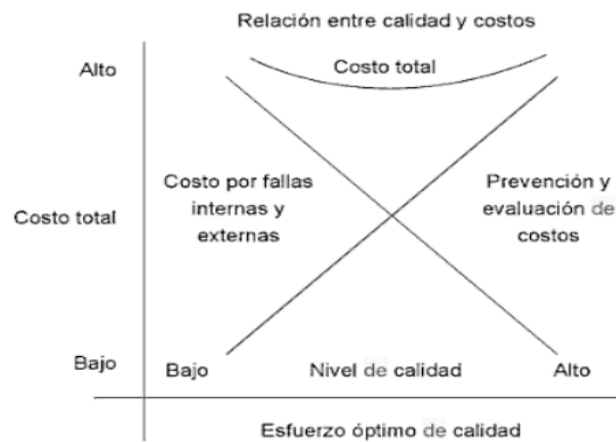 Relación entre calidad y costos
Alto
Costo total
Costo por fallas
internas y
externas
Prevención y
evaluación de
costos
Costo total
Bajo
Bajo
Nivel de calidad
Alto
Esfuerzo óptimo de calidad